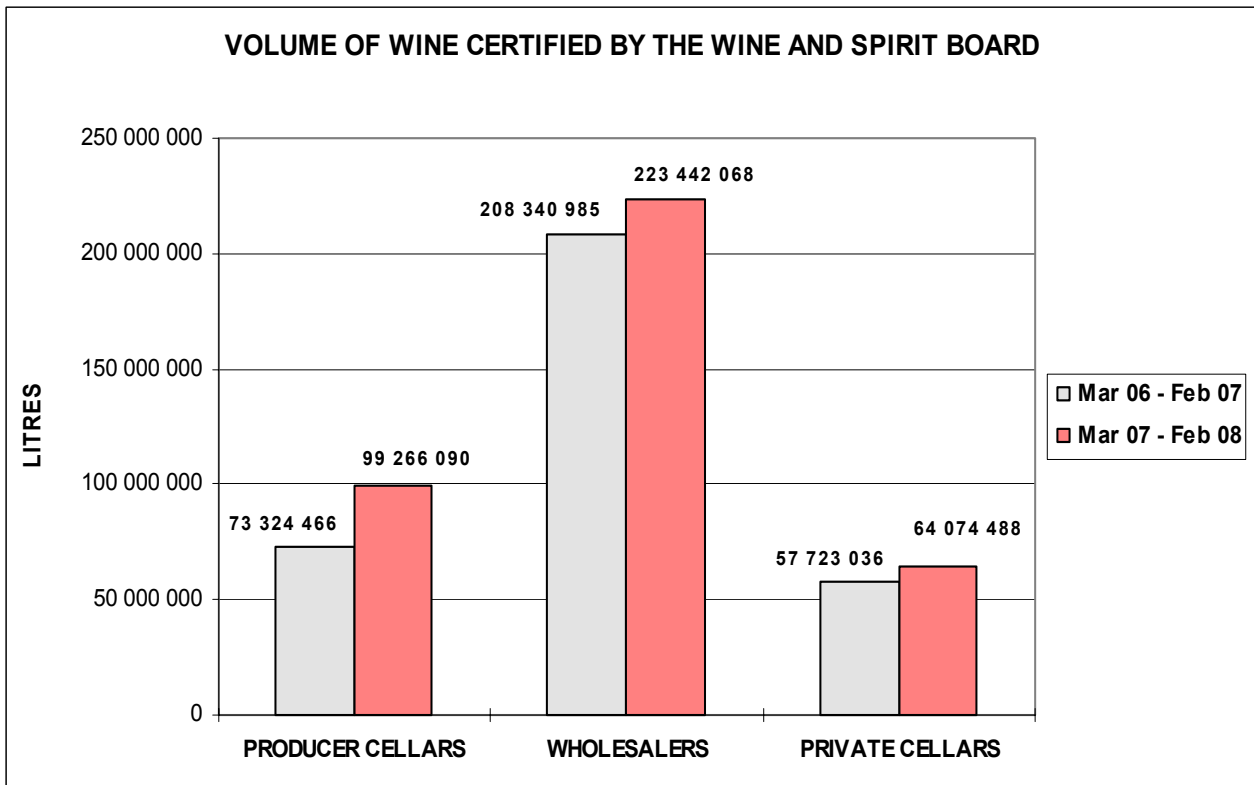 VOLUME OF WINE CERTIFIED BY THE WINE AND SPIRIT BOARD
250 000 000
200 000 000
150 000 000
100 000 000
50 000 000
0
LITRES
73 324 466
99 266 090
208 340 985
223 442 068
57 723 036
64 074 488
PRODUCER CELLARS
WHOLESALERS
PRIVATE CELLARS
Mar 06 - Feb 07
Mar 07 - Feb 08